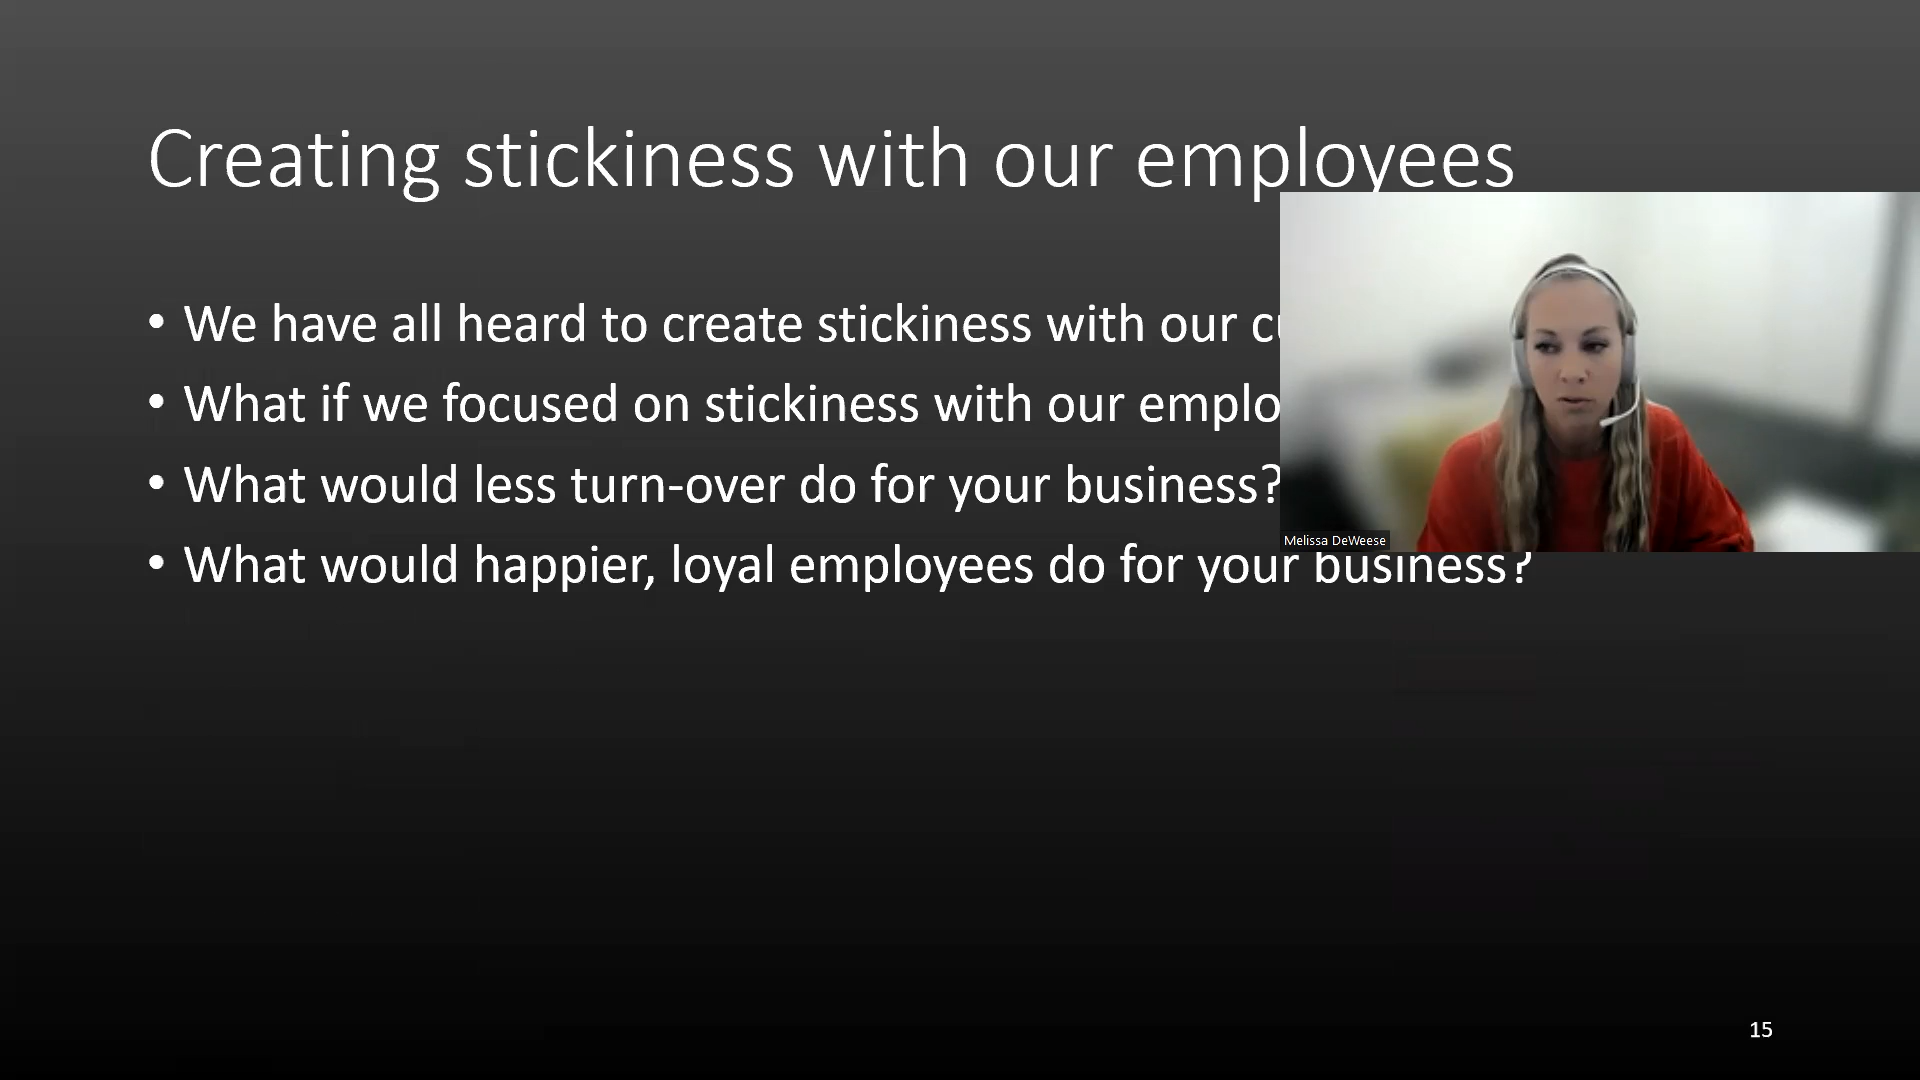 Creating stickiness with our employees
• We have all heard to create stickiness with our
• What if we focused on stickiness with our
• What would less turn-over do for your business?
Melissa DeWeese
• What would happier, loyal employees do for your business?
15